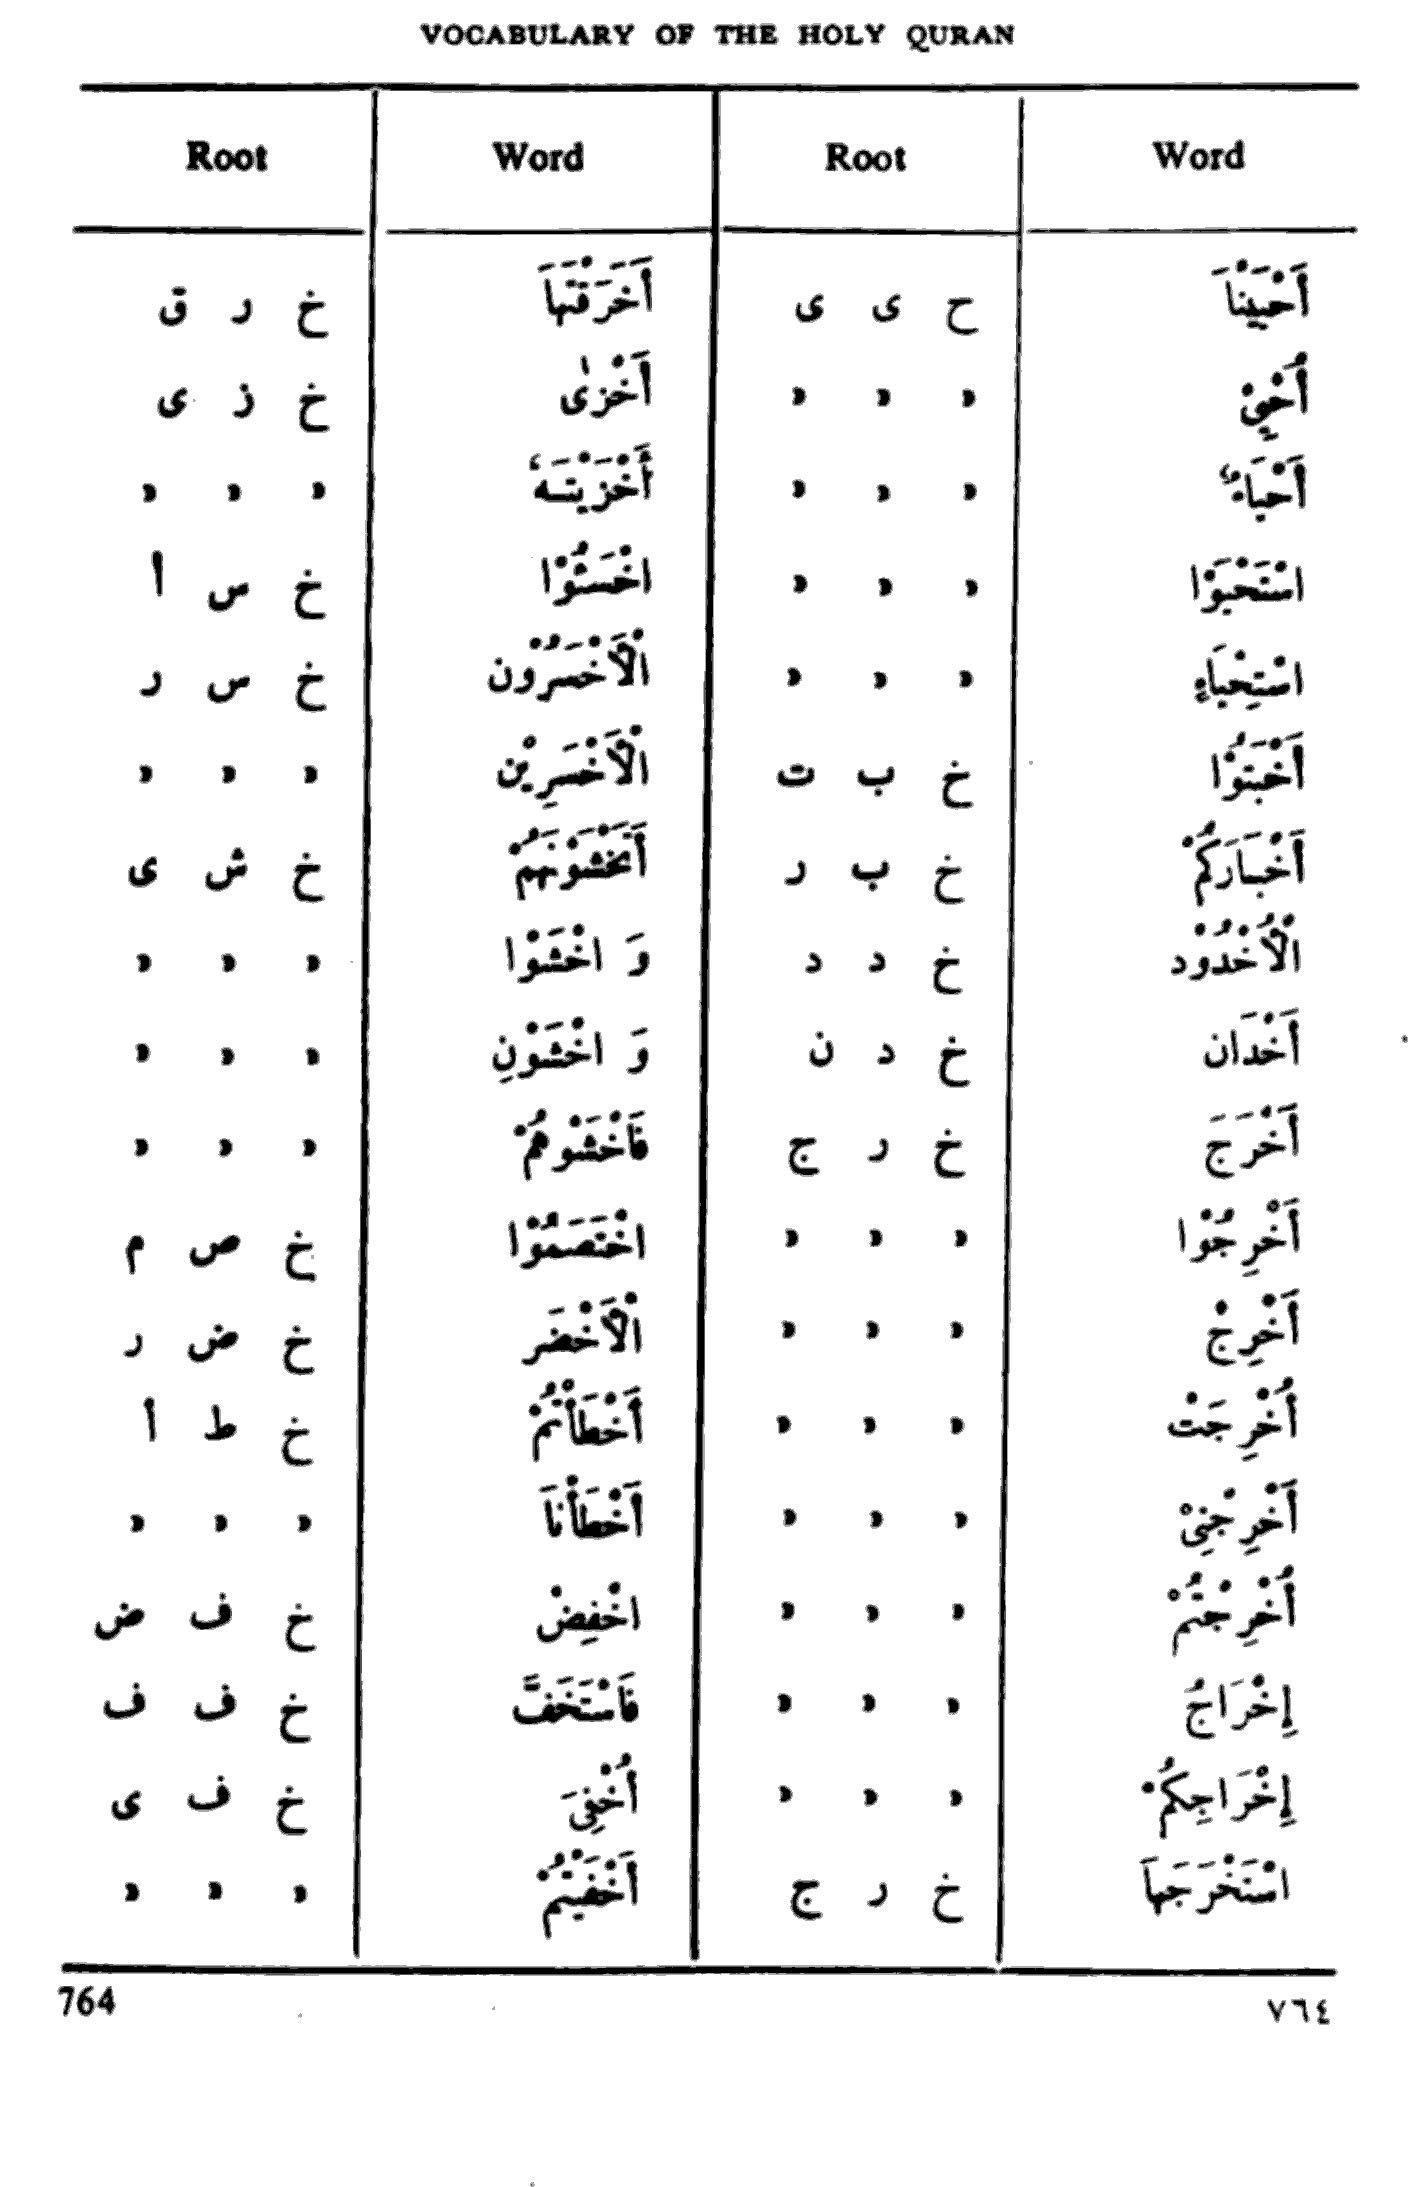 VOCABULARY OF THE HOLY QURAN
Root Word Root Word
أَحْيَيْنَا ح ی ی أَخَرَقْتَهَا خ ر ق
أُحْيِيْ " " " أَخْزٰى خ ز ی
أَحْيَاءٌ " " " أَخْزَيْتَهُ " " "
اسْتَحْيَوْا " " " اخْسَئُوْا خ س أ
اسْتِحْيَاءٍ " " " الْأَخْسَرُوْن خ س ر
أَخْبَتُوْا خ ب ت الْأَخْسَرِيْن " " "
أَخْبَارَكُمْ خ ب ر أَتَخْشَوْنَهُمْ خ ش ی
الْأُخْدُوْد خ د د وَ اخْشَوْا " " "
أَخْدَان خ د ن وَ اخْشَوْنِ " " "
أَخْرَجَ خ ر ج فَاخْشَوْهُمْ " " "
أَخْرِجُوْا " " " اخْتَصَمُوْا خ ص م
أَخْرِجْ " " " الْأَخْضَر خ ض ر
أُخْرِجَتْ " " " أَخْطَأْتُمْ خ ط أ
أَخْرِجْنِيْ " " " أَخْطَأْنَا " " "
أُخْرِجْتُمْ " " " اخْفِضْ خ ف ض
إِخْرَاجُ " " " فَاسْتَخَفَّ خ ف ف
إِخْرَاجِكُمْ " " " أُخْفِيَ خ ف ی
اسْتَخْرَجَهَا خ ر ج أَخْفَيْتُمْ " " "
764 ٧٦٤